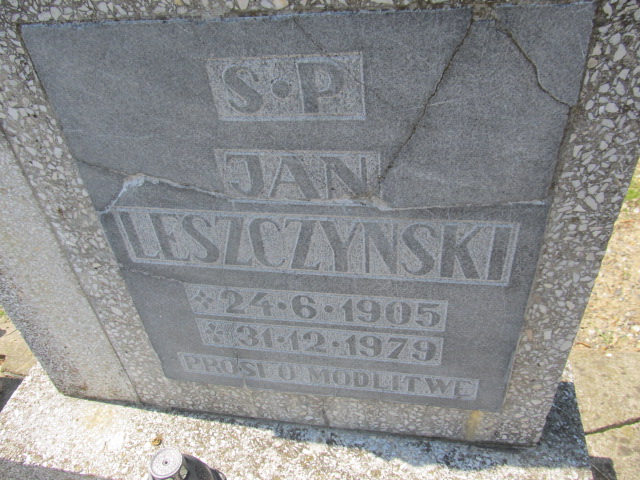 S·P
JAN
LESZCZYNSKI
24·6·1905
31·12·1979
PROSI O MODLITWĘ